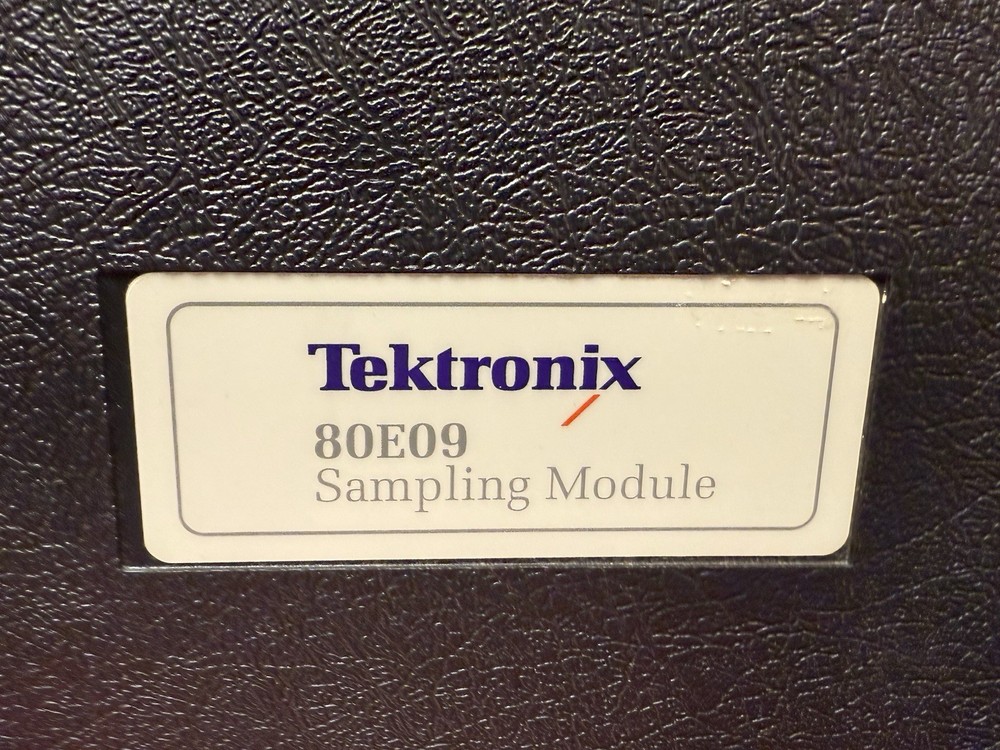 Tektronix
80E09
Sampling Module